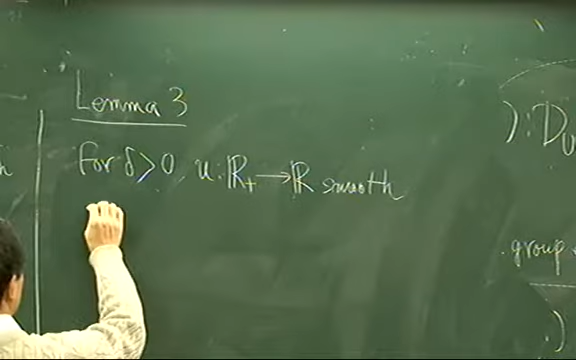 Lemma 3
For δ > 0, u : ℝ₊ → ℝ smooth
) : D
group
)